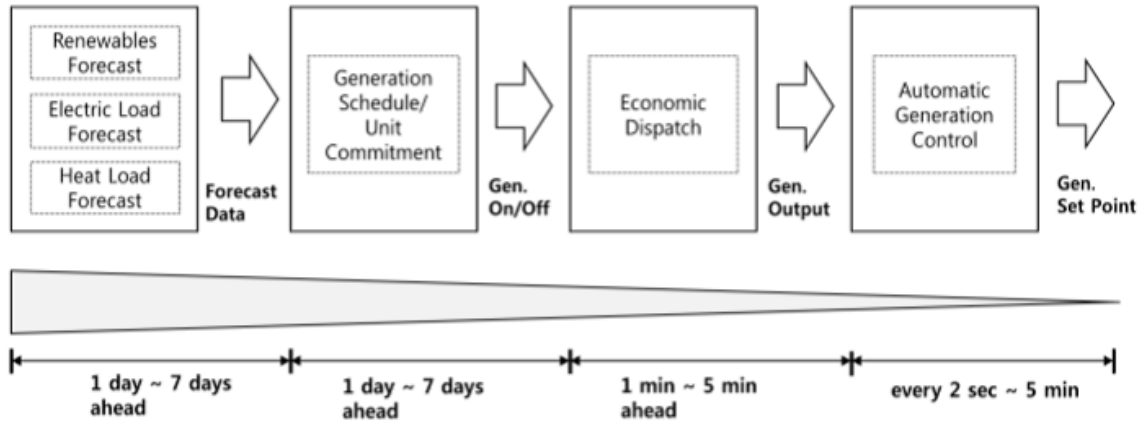 Renewables
Forecast
Electric Load
Forecast
Heat Load
Forecast
Forecast
Data
Generation
Schedule/
Unit
Commitment
Gen.
On/Off
Economic
Dispatch
Gen.
Output
Automatic
Generation
Control
Gen.
Set Point
1 day ~ 7 days
ahead
1 day ~ 7 days
ahead
1 min ~ 5 min
ahead
every 2 sec ~ 5 min